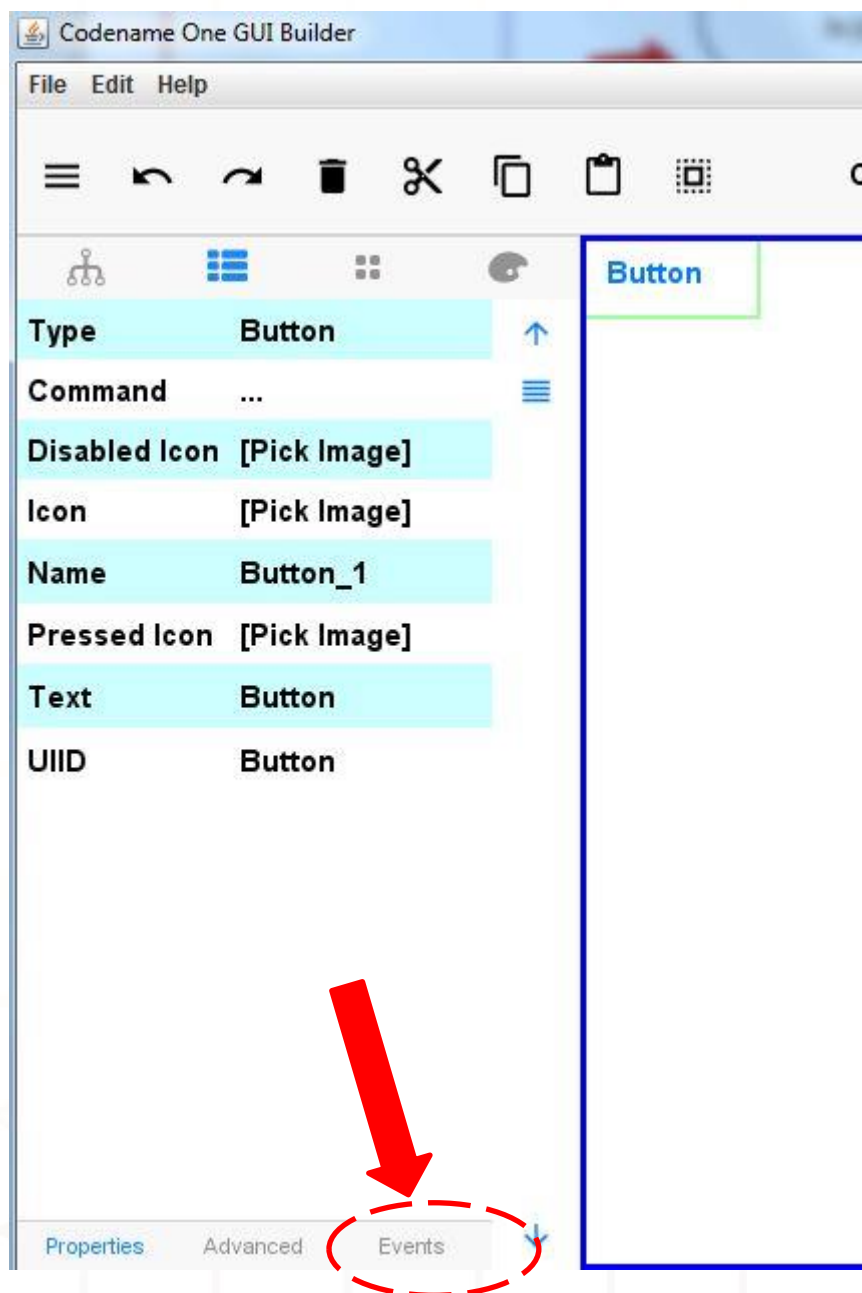 Codename One GUI Builder
File Edit Help
Button
Type Button
Command ...
Disabled Icon [Pick Image]
Icon [Pick Image]
Name Button_1
Pressed Icon [Pick Image]
Text Button
UIID Button
Properties Advanced Events